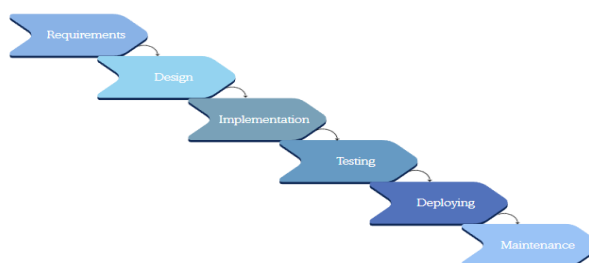 Requirements
Design
Implementation
Testing
Deploying
Maintenance